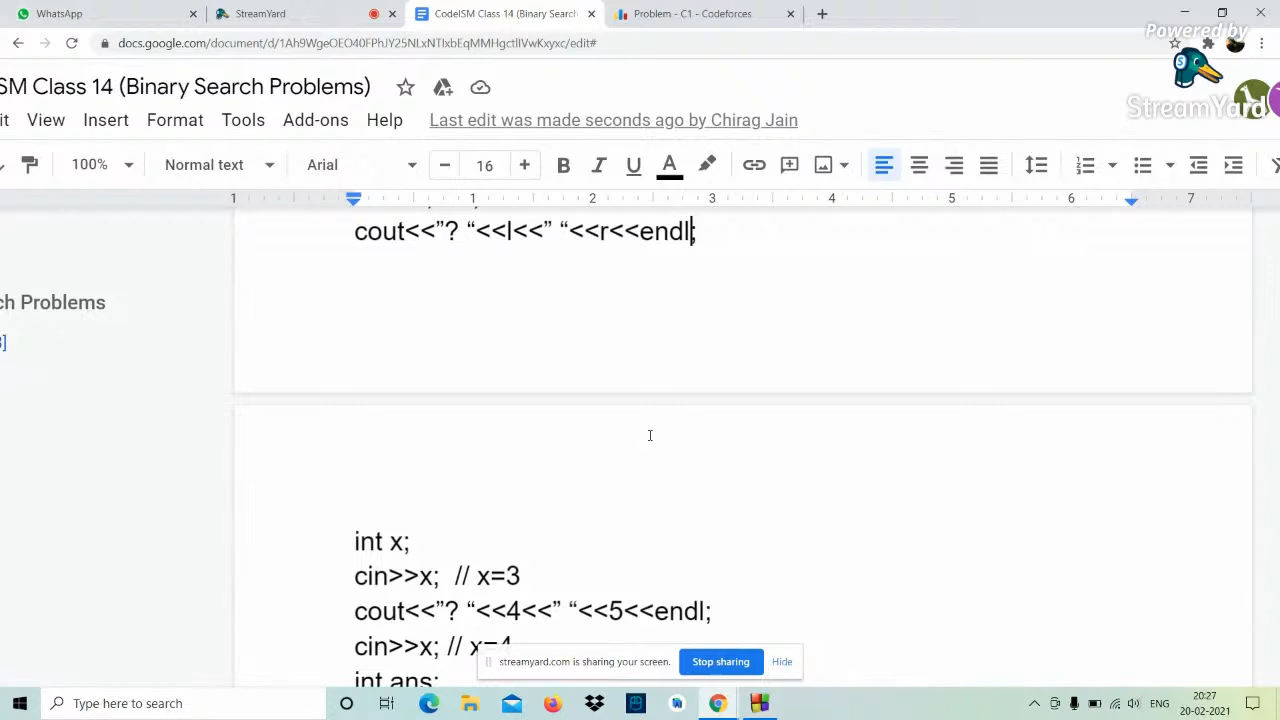 WhatsApp
StreamYard
CodeISM Class 14 (Binary Search
Problem - C1 - Codeforces
docs.google.com/document/d/1Ah9WgeOEO40FPhJY25NLxNTlxbEqMMHgtIlVwKxyxc/edit#
Powered by
StreamYard
SM Class 14 (Binary Search Problems)
it View Insert Format Tools Add-ons Help Last edit was made seconds ago by Chirag Jain
100% Normal text Arial 16
1 1 2 3 4 5 6 7
cout<<”? “<<l<<” “<<r<<endl;
ch Problems
3]
int x;
cin>>x; // x=3
cout<<”? “<<4<<” “<<5<<endl;
cin>>x; // x=4
int ans;
streamyard.com is sharing your screen. Stop sharing Hide
Type here to search
ENG
20:27
20-02-2021